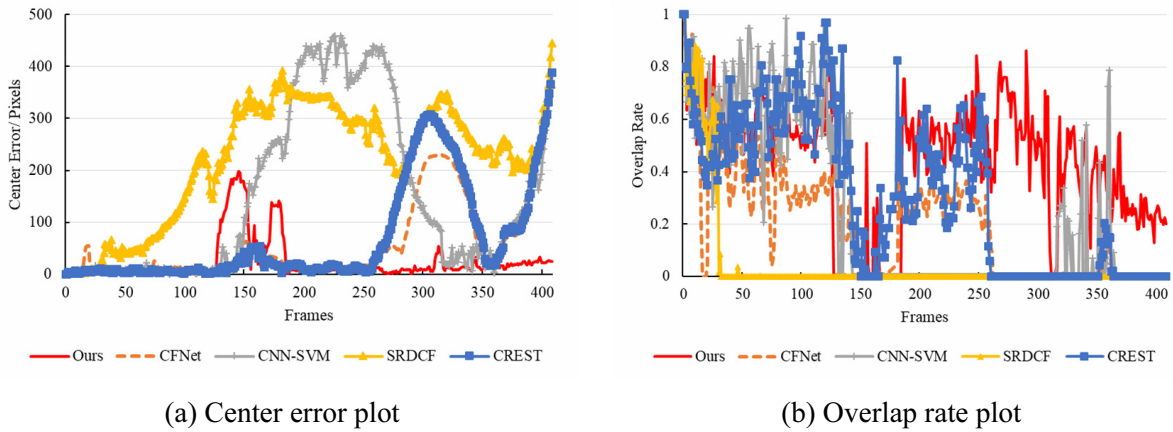 500
400
300
200
100
0
Center Error/ Pixels
0 50 100 150 200 250 300 350 400
Frames
Ours CFNet CNN-SVM SRDCF CREST
(a) Center error plot
1
0.8
0.6
0.4
0.2
0
Overlap Rate
0 50 100 150 200 250 300 350 400
Frames
Ours CFNet CNN-SVM SRDCF CREST
(b) Overlap rate plot